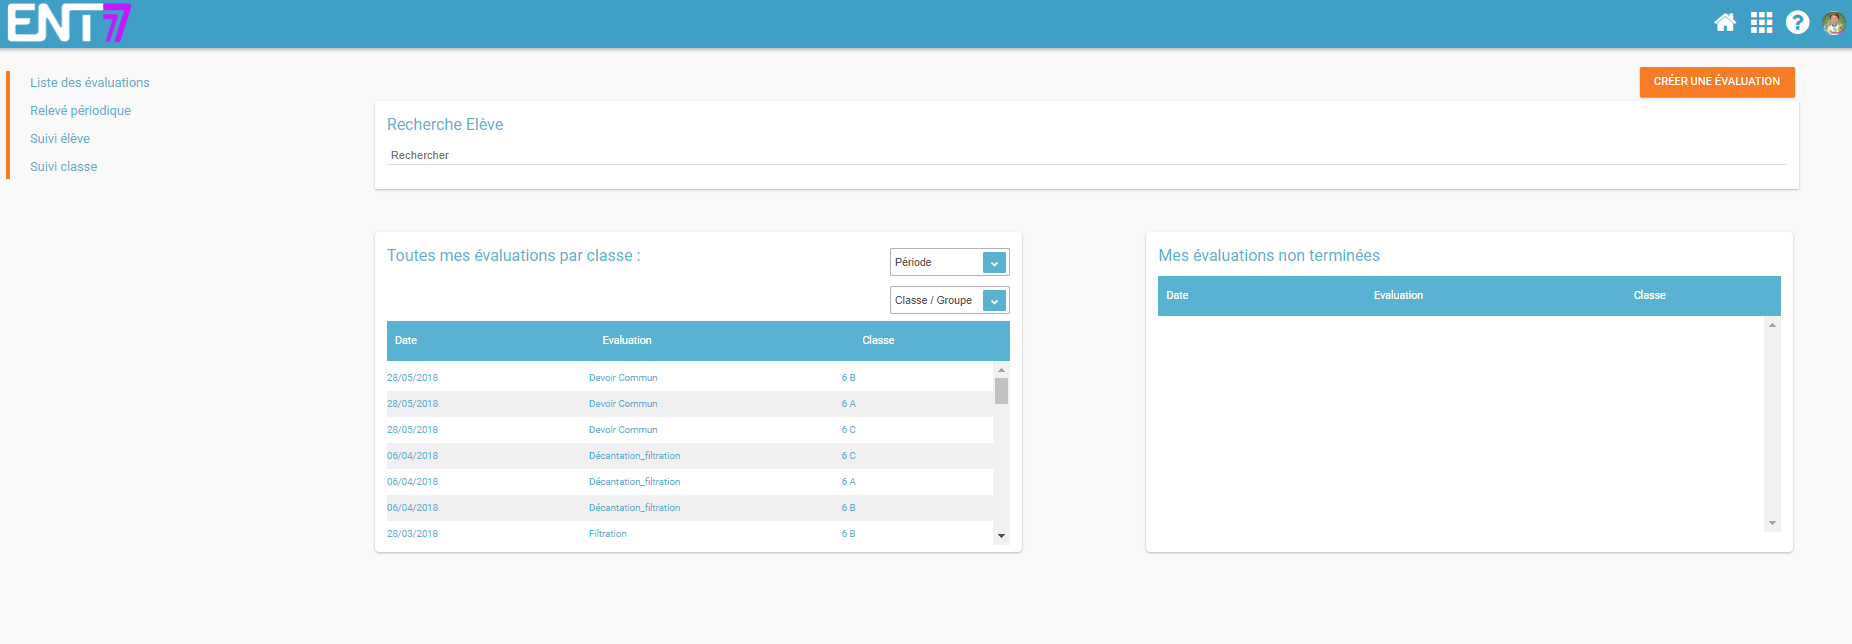 ENT77
Liste des évaluations
Relevé périodique
Suivi élève
Suivi classe
CRÉER UNE ÉVALUATION
Recherche Elève
Rechercher
Toutes mes évaluations par classe :
Période
Classe / Groupe
Date Evaluation Classe
28/05/2018 Devoir Commun 6 B
28/05/2018 Devoir Commun 6 A
28/05/2018 Devoir Commun 6 C
06/04/2018 Décantation_filtration 6 C
06/04/2018 Décantation_filtration 6 A
06/04/2018 Décantation_filtration 6 B
28/03/2018 Filtration 6 B
Mes évaluations non terminées
Date Evaluation Classe